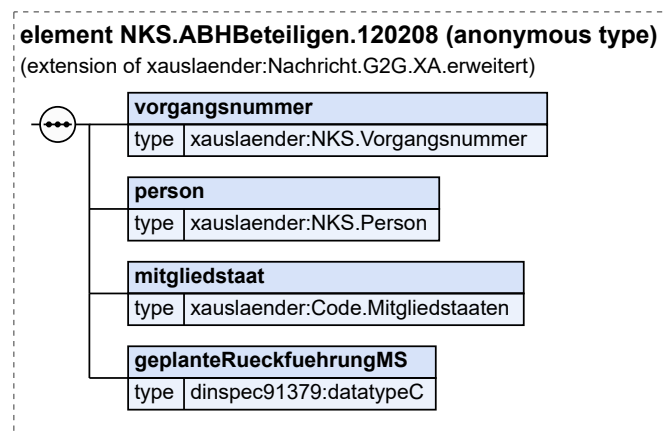 element NKS.ABHBeteiligen.120208 (anonymous type)
(extension of xauslaender:Nachricht.G2G.XA.erweitert)
vorgangsnummer
type xauslaender:NKS.Vorgangsnummer
person
type xauslaender:NKS.Person
mitgliedstaat
type xauslaender:Code.Mitgliedstaaten
geplanteRueckfuehrungMS
type dinspec91379:datatypeC